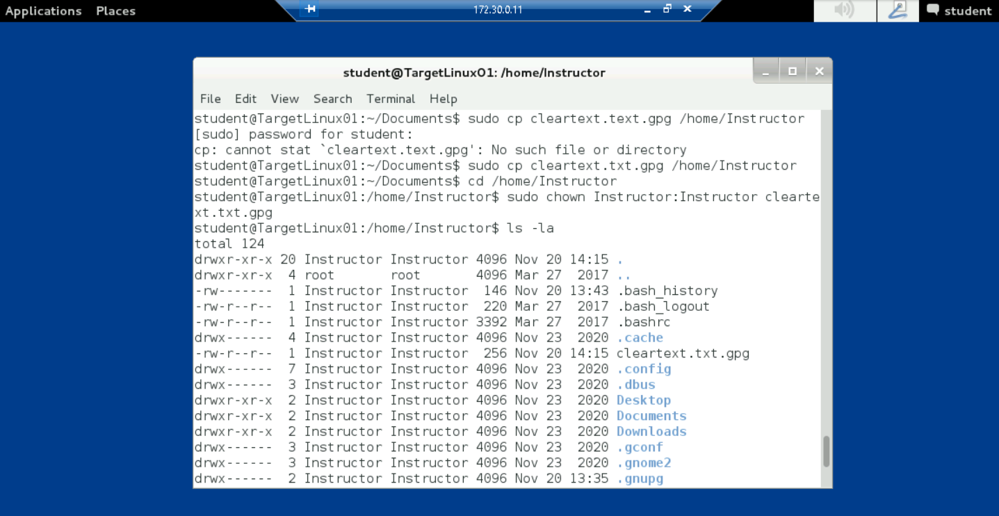 Applications Places 172.30.0.11 student
student@TargetLinux01: /home/Instructor
File Edit View Search Terminal Help
student@TargetLinux01:~/Documents$ sudo cp cleartext.text.gpg /home/Instructor
[sudo] password for student:
cp: cannot stat `cleartext.text.gpg': No such file or directory
student@TargetLinux01:~/Documents$ sudo cp cleartext.txt.gpg /home/Instructor
student@TargetLinux01:~/Documents$ cd /home/Instructor
student@TargetLinux01:/home/Instructor$ sudo chown Instructor:Instructor clearte
xt.txt.gpg
student@TargetLinux01:/home/Instructor$ ls -la
total 124
drwxr-xr-x 20 Instructor Instructor 4096 Nov 20 14:15 .
drwxr-xr-x  4 root       root       4096 Mar 27  2017 ..
-rw-------  1 Instructor Instructor  146 Nov 20 13:43 .bash_history
-rw-r--r--  1 Instructor Instructor  220 Mar 27  2017 .bash_logout
-rw-r--r--  1 Instructor Instructor 3392 Mar 27  2017 .bashrc
drwx------  4 Instructor Instructor 4096 Nov 23  2020 .cache
-rw-r--r--  1 Instructor Instructor  256 Nov 20 14:15 cleartext.txt.gpg
drwx------  7 Instructor Instructor 4096 Nov 23  2020 .config
drwx------  3 Instructor Instructor 4096 Nov 23  2020 .dbus
drwxr-xr-x  2 Instructor Instructor 4096 Nov 23  2020 Desktop
drwxr-xr-x  2 Instructor Instructor 4096 Nov 23  2020 Documents
drwxr-xr-x  2 Instructor Instructor 4096 Nov 23  2020 Downloads
drwx------  3 Instructor Instructor 4096 Nov 23  2020 .gconf
drwx------  3 Instructor Instructor 4096 Nov 23  2020 .gnome2
drwx------  2 Instructor Instructor 4096 Nov 20 13:35 .gnupg